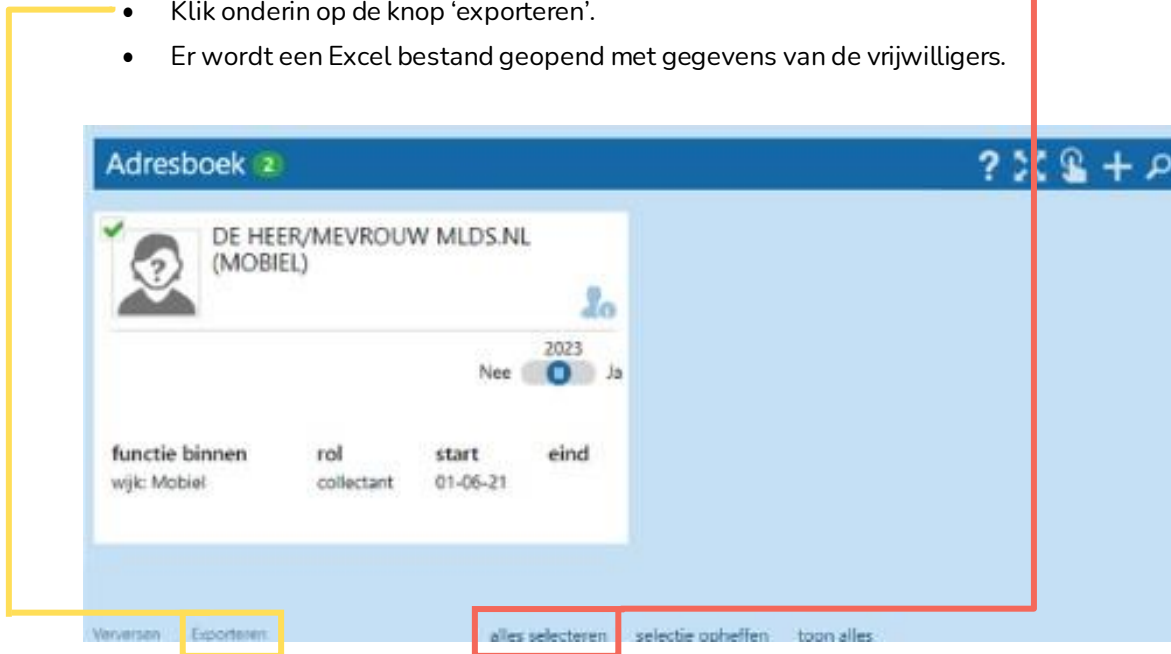 • Klik onderin op de knop ‘exporteren’.
• Er wordt een Excel bestand geopend met gegevens van de vrijwilligers.
Adresboek 2
DE HEER/MEVROUW MLDS.NL
(MOBIEL)
2023
Nee Ja
functie binnen rol start eind
wijk: Mobiel collectant 01-06-21
Verversen Exporteren alles selecteren selectie opheffen toon alles